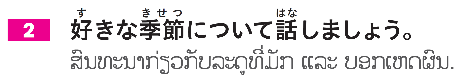 2 好きな季節について話しましょう。
ສົນທະນາກ່ຽວກັບລະດູທີ່ມັກ ແລະ ບອກເຫດຜົນ.